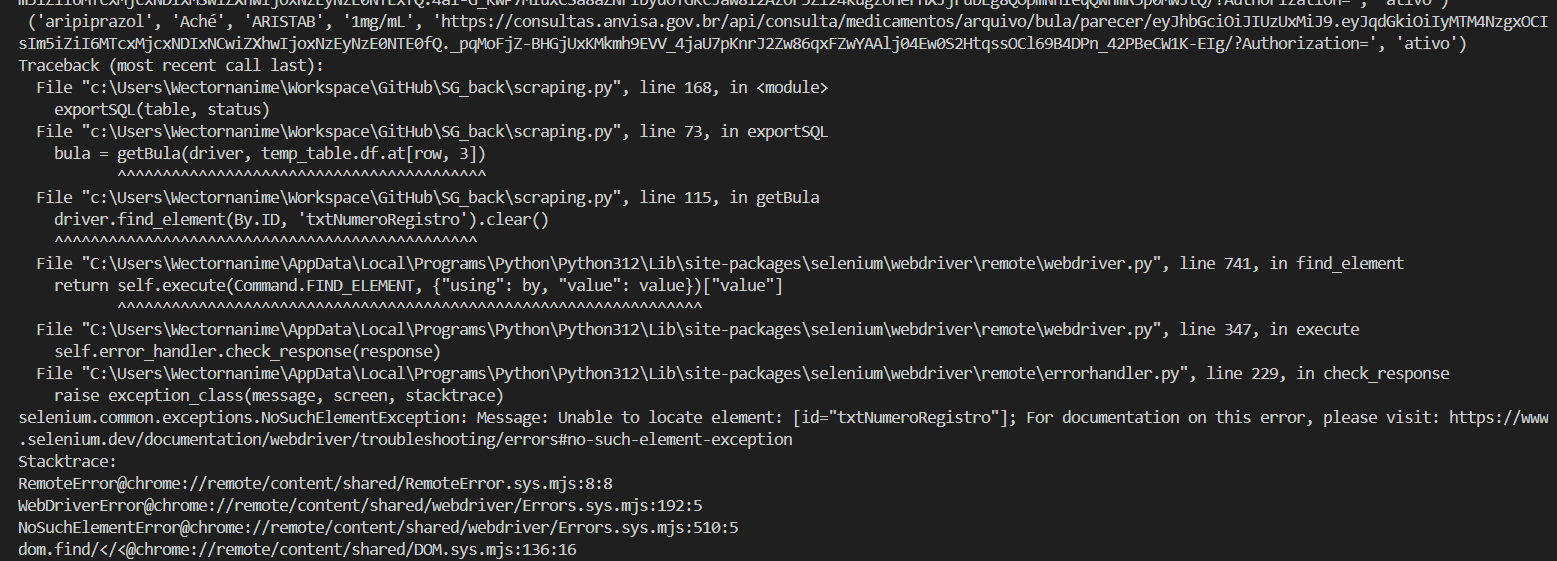 ('aripiprazol', 'Aché', 'ARISTAB', '1mg/mL', 'https://consultas.anvisa.gov.br/api/consulta/medicamentos/arquivo/bula/parecer/eyJhbGciOiJIUzUxMiJ9.eyJqdGkiOiIyMTM4NzgxOCI
sIm5iZiI6MTcxMjcxNDIxNCwiZXhwIjoxNzEyNzE0NTE0fQ._pqMoFjZ-BHGjUxKMkmh9EVV_4jaU7pKnrJ2Zw86qxFZwYAAlj04Ew0S2HtqssOCl69B4DPn_42PBeCW1K-EIg/?Authorization=', 'ativo')
Traceback (most recent call last):
File "c:\Users\Wectornanime\Workspace\GitHub\SG_back\scraping.py", line 168, in <module>
exportSQL(table, status)
File "c:\Users\Wectornanime\Workspace\GitHub\SG_back\scraping.py", line 73, in exportSQL
bula = getBula(driver, temp_table.df.at[row, 3])
^^^^^^^^^^^^^^^^^^^^^^^^^^^^^^^^^^^^^^^^^
File "c:\Users\Wectornanime\Workspace\GitHub\SG_back\scraping.py", line 115, in getBula
driver.find_element(By.ID, 'txtNumeroRegistro').clear()
^^^^^^^^^^^^^^^^^^^^^^^^^^^^^^^^^^^^^^^^^^^^^^^
File "C:\Users\Wectornanime\AppData\Local\Programs\Python\Python312\Lib\site-packages\selenium\webdriver\remote\webdriver.py", line 741, in find_element
return self.execute(Command.FIND_ELEMENT, {"using": by, "value": value})["value"]
^^^^^^^^^^^^^^^^^^^^^^^^^^^^^^^^^^^^^^^^^^^^^^^^^^^^^^^^^^^^^^^^^
File "C:\Users\Wectornanime\AppData\Local\Programs\Python\Python312\Lib\site-packages\selenium\webdriver\remote\webdriver.py", line 347, in execute
self.error_handler.check_response(response)
File "C:\Users\Wectornanime\AppData\Local\Programs\Python\Python312\Lib\site-packages\selenium\webdriver\remote\errorhandler.py", line 229, in check_response
raise exception_class(message, screen, stacktrace)
selenium.common.exceptions.NoSuchElementException: Message: Unable to locate element: [id="txtNumeroRegistro"]; For documentation on this error, please visit: https://www
.selenium.dev/documentation/webdriver/troubleshooting/errors#no-such-element-exception
Stacktrace:
RemoteError@chrome://remote/content/shared/RemoteError.sys.mjs:8:8
WebDriverError@chrome://remote/content/shared/webdriver/Errors.sys.mjs:192:5
NoSuchElementError@chrome://remote/content/shared/webdriver/Errors.sys.mjs:510:5
dom.find/</<@chrome://remote/content/shared/DOM.sys.mjs:136:16